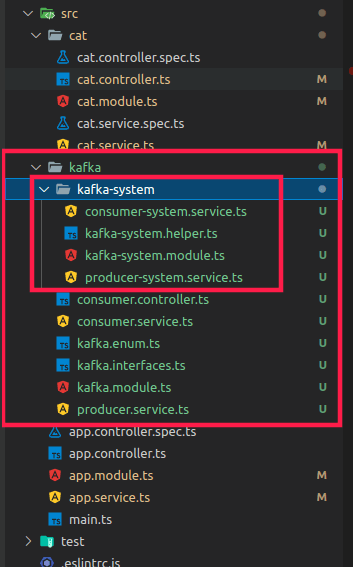 src
cat
cat.controller.spec.ts
TS cat.controller.ts M
cat.module.ts M
cat.service.spec.ts
cat.service.ts M
kafka
kafka-system
consumer-system.service.ts U
TS kafka-system.helper.ts U
kafka-system.module.ts U
producer-system.service.ts U
TS consumer.controller.ts U
consumer.service.ts U
TS kafka.enum.ts U
TS kafka.interfaces.ts U
kafka.module.ts U
producer.service.ts U
app.controller.spec.ts
TS app.controller.ts
app.module.ts M
app.service.ts M
TS main.ts
test
.eslintrc.js